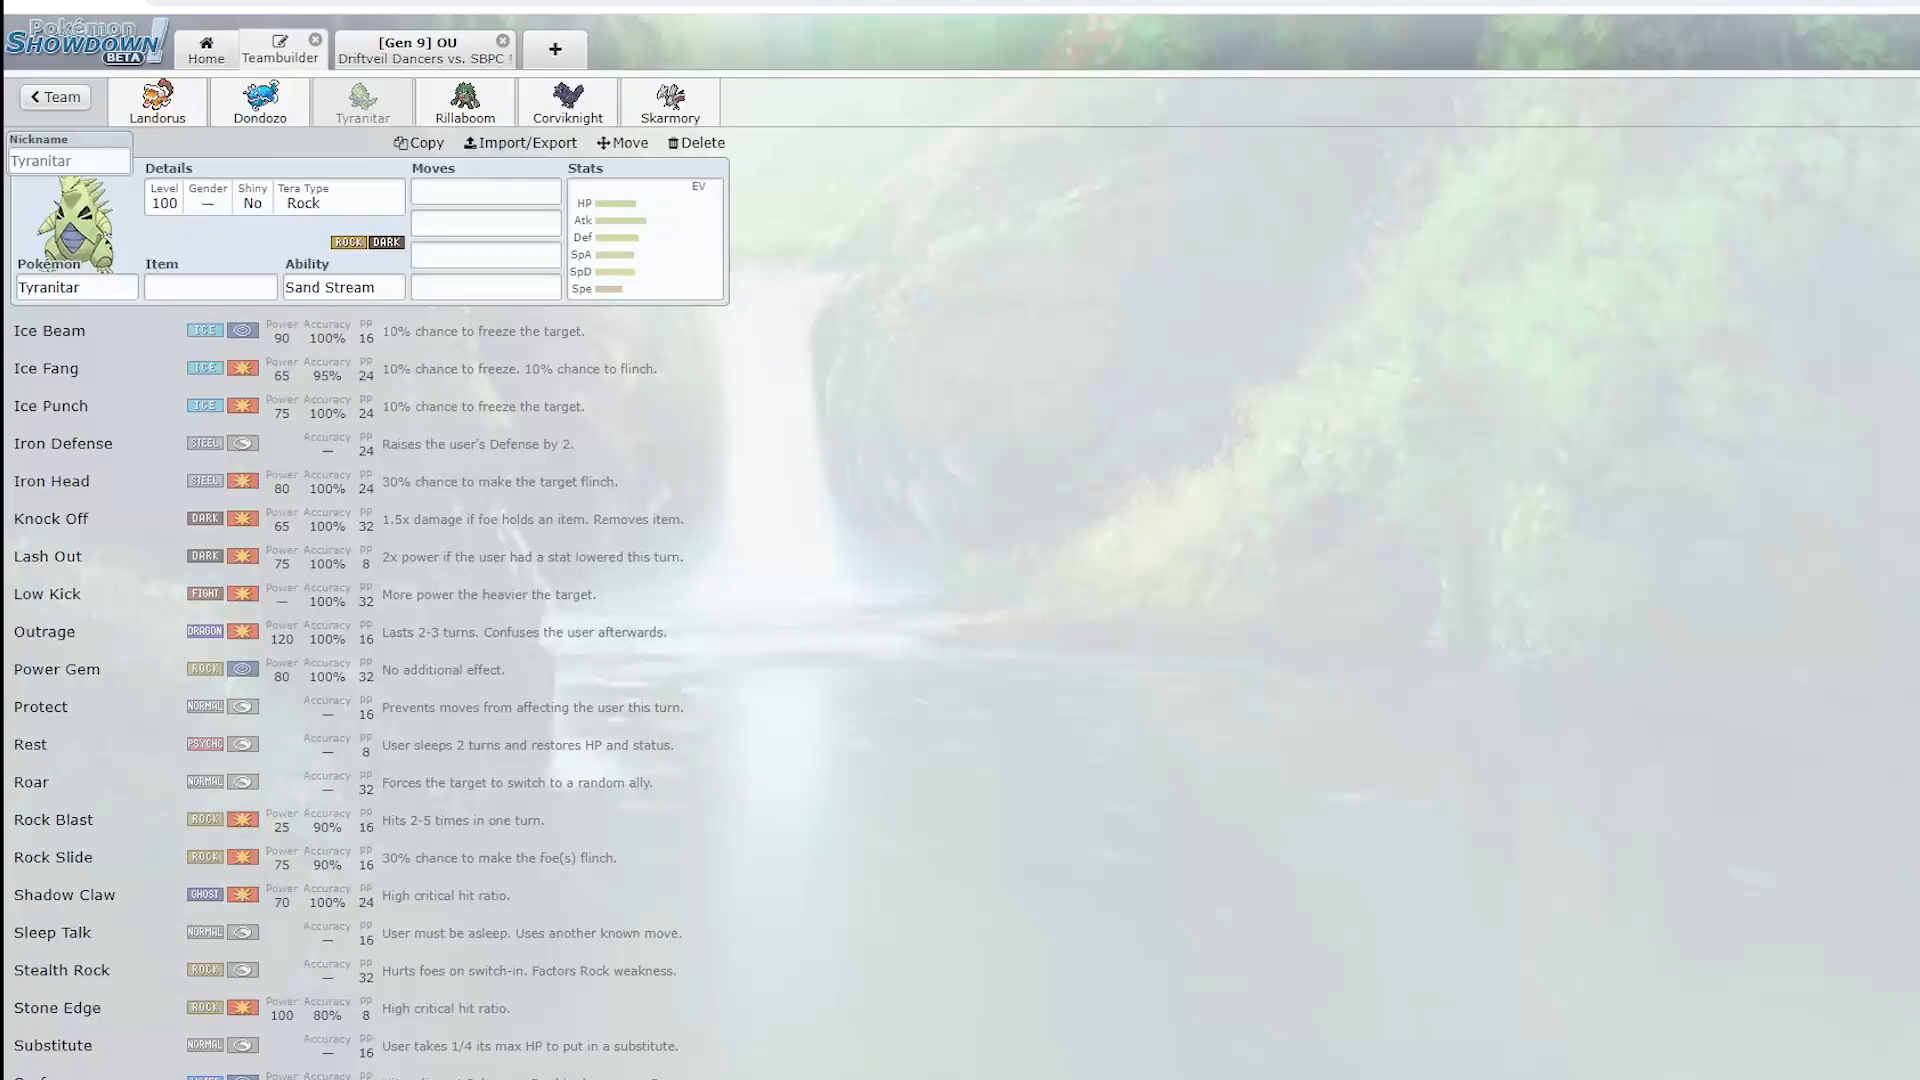 Pokémon
SHOWDOWN!
BETA
Home
Teambuilder
[Gen 9] OU
Driftveil Dancers vs. SBPC !
+
Team
Landorus
Dondozo
Tyranitar
Rillaboom
Corviknight
Skarmory
Copy Import/Export Move Delete
Nickname
Tyranitar
Details
Level Gender Shiny Tera Type
100 — No Rock
ROCK DARK
Pokémon
Tyranitar
Item
Ability
Sand Stream
Moves
Stats
EV
HP
Atk
Def
SpA
SpD
Spe
Ice Beam ICE Power 90 Accuracy 100% PP 16 10% chance to freeze the target.
Ice Fang ICE Power 65 Accuracy 95% PP 24 10% chance to freeze. 10% chance to flinch.
Ice Punch ICE Power 75 Accuracy 100% PP 24 10% chance to freeze the target.
Iron Defense STEEL Accuracy — PP 24 Raises the user's Defense by 2.
Iron Head STEEL Power 80 Accuracy 100% PP 24 30% chance to make the target flinch.
Knock Off DARK Power 65 Accuracy 100% PP 32 1.5x damage if foe holds an item. Removes item.
Lash Out DARK Power 75 Accuracy 100% PP 8 2x power if the user had a stat lowered this turn.
Low Kick FIGHT Power — Accuracy 100% PP 32 More power the heavier the target.
Outrage DRAGON Power 120 Accuracy 100% PP 16 Lasts 2-3 turns. Confuses the user afterwards.
Power Gem ROCK Power 80 Accuracy 100% PP 32 No additional effect.
Protect NORMAL Accuracy — PP 16 Prevents moves from affecting the user this turn.
Rest PSYCHC Accuracy — PP 8 User sleeps 2 turns and restores HP and status.
Roar NORMAL Accuracy — PP 32 Forces the target to switch to a random ally.
Rock Blast ROCK Power 25 Accuracy 90% PP 16 Hits 2-5 times in one turn.
Rock Slide ROCK Power 75 Accuracy 90% PP 16 30% chance to make the foe(s) flinch.
Shadow Claw GHOST Power 70 Accuracy 100% PP 24 High critical hit ratio.
Sleep Talk NORMAL Accuracy — PP 16 User must be asleep. Uses another known move.
Stealth Rock ROCK Accuracy — PP 32 Hurts foes on switch-in. Factors Rock weakness.
Stone Edge ROCK Power 100 Accuracy 80% PP 8 High critical hit ratio.
Substitute NORMAL Accuracy — PP 16 User takes 1/4 its max HP to put in a substitute.
Power Accuracy PP